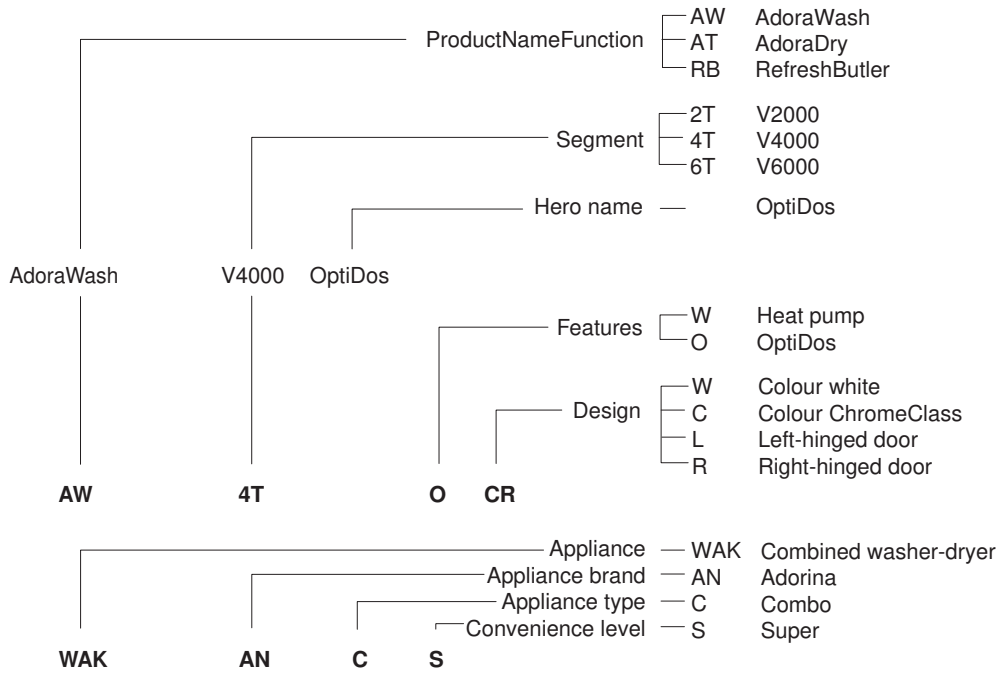 AW AdoraWash
ProductNameFunction AT AdoraDry
RB RefreshButler
2T V2000
Segment 4T V4000
6T V6000
Hero name OptiDos
AdoraWash V4000 OptiDos
W Heat pump
Features
O OptiDos
W Colour white
Design C Colour ChromeClass
L Left-hinged door
R Right-hinged door
AW 4T O CR
Appliance WAK Combined washer-dryer
Appliance brand AN Adorina
Appliance type C Combo
Convenience level S Super
WAK AN C S